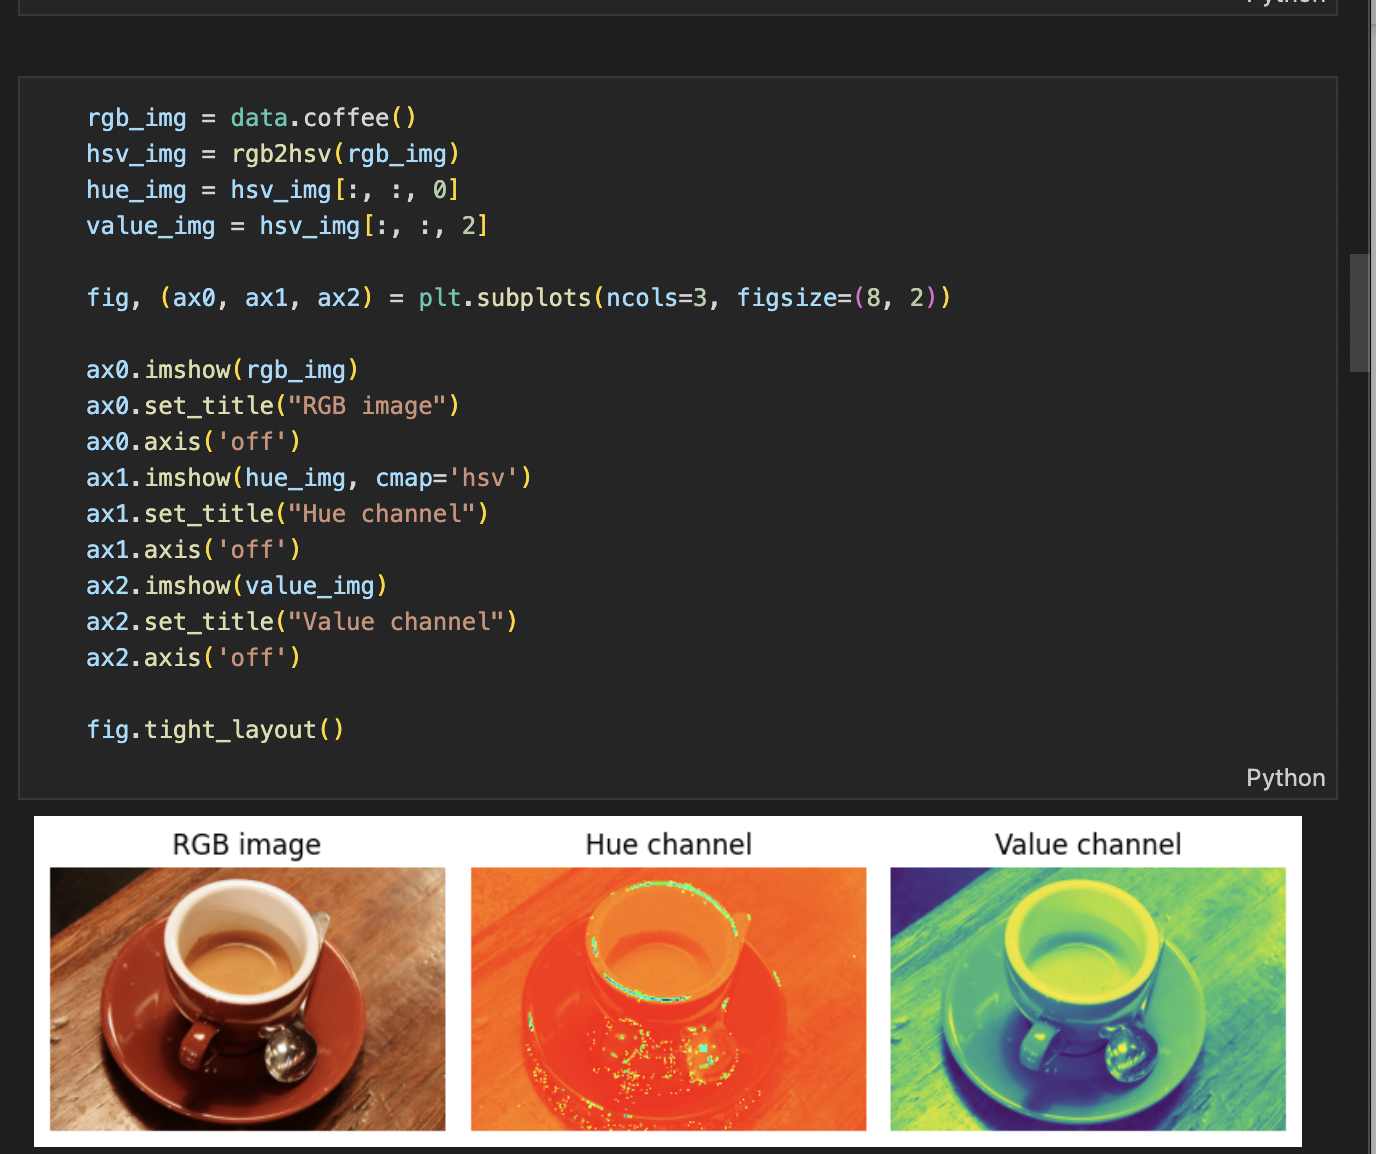 Python
rgb_img = data.coffee()
hsv_img = rgb2hsv(rgb_img)
hue_img = hsv_img[:, :, 0]
value_img = hsv_img[:, :, 2]
fig, (ax0, ax1, ax2) = plt.subplots(ncols=3, figsize=(8, 2))
ax0.imshow(rgb_img)
ax0.set_title("RGB image")
ax0.axis('off')
ax1.imshow(hue_img, cmap='hsv')
ax1.set_title("Hue channel")
ax1.axis('off')
ax2.imshow(value_img)
ax2.set_title("Value channel")
ax2.axis('off')
fig.tight_layout()
Python
RGB image
Hue channel
Value channel